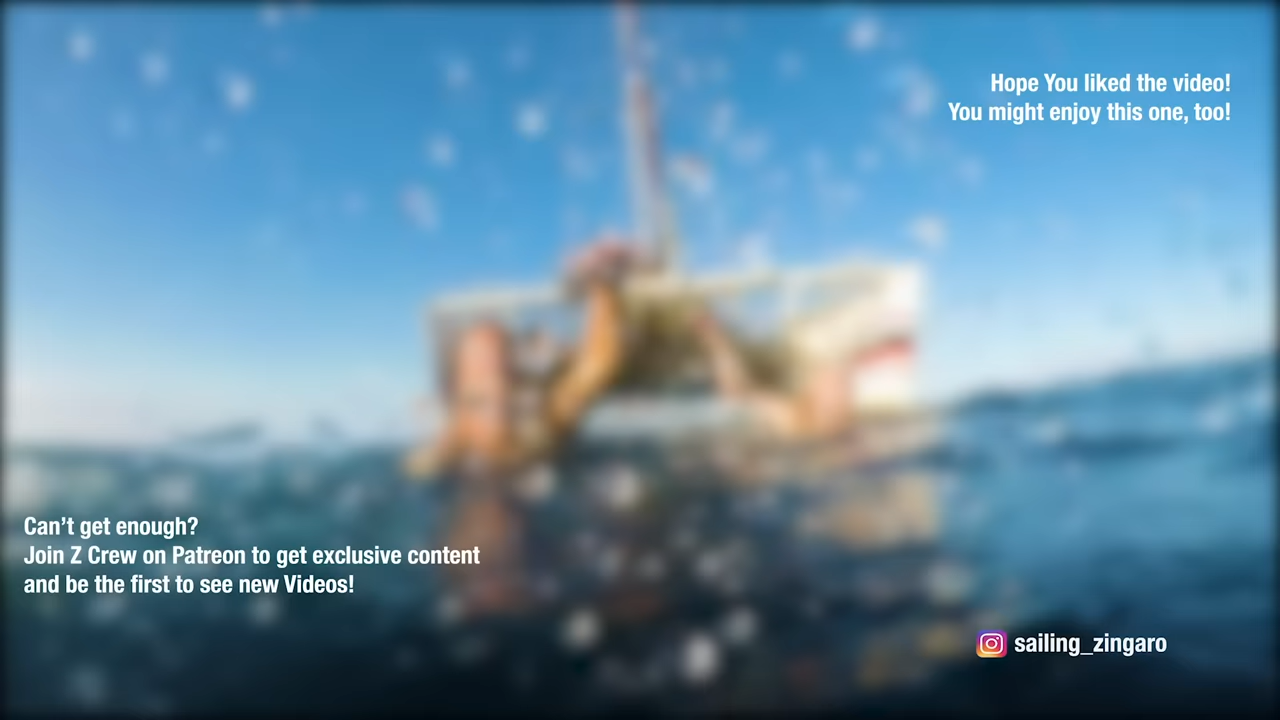 Hope You liked the video!
You might enjoy this one, too!
Can’t get enough?
Join Z Crew on Patreon to get exclusive content
and be the first to see new Videos!
sailing_zingaro